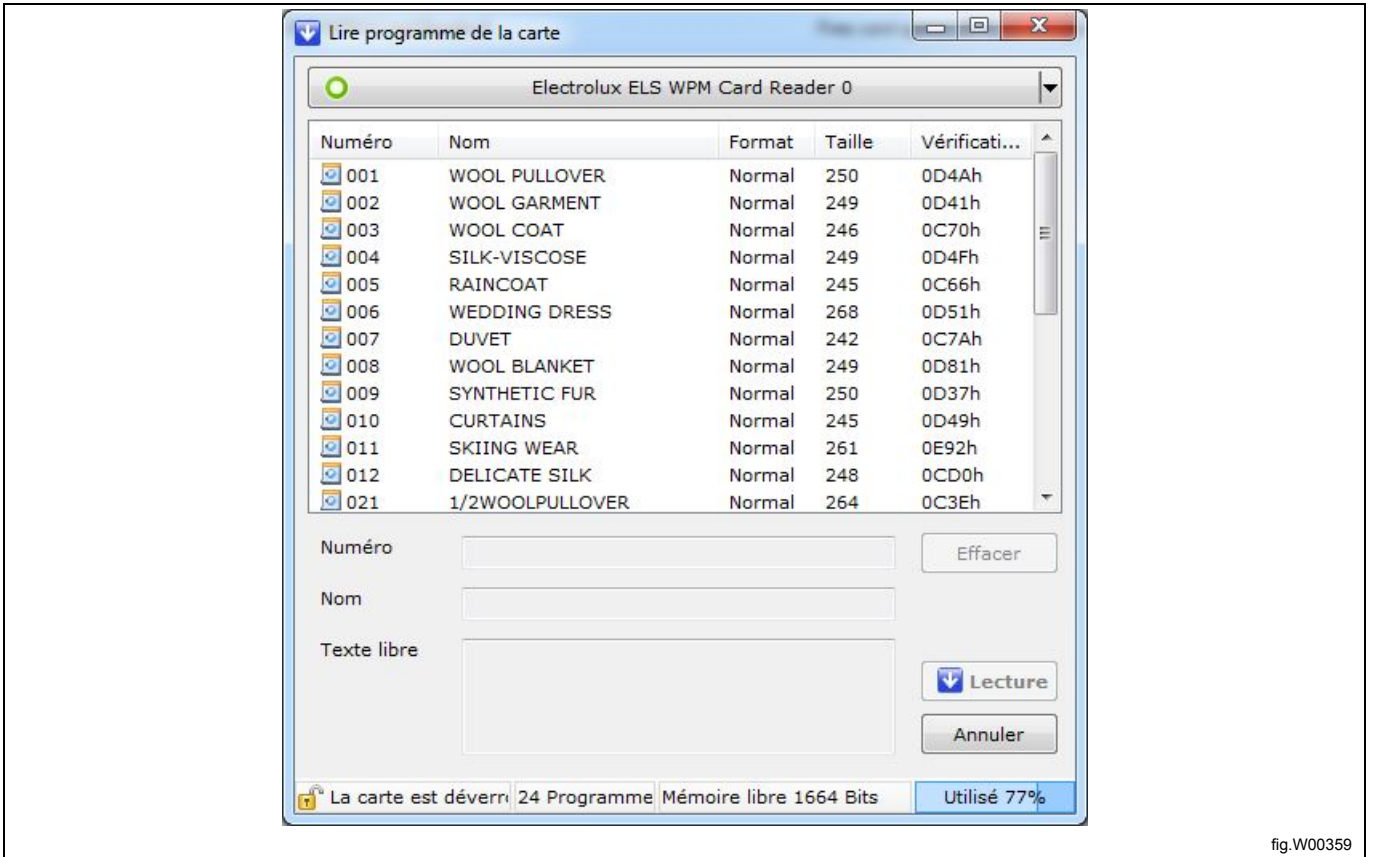 Lire programme de la carte
Electrolux ELS WPM Card Reader 0
Numéro Nom Format Taille Vérificati...
001 WOOL PULLOVER Normal 250 0D4Ah
002 WOOL GARMENT Normal 249 0D41h
003 WOOL COAT Normal 246 0C70h
004 SILK-VISCOSE Normal 249 0D4Fh
005 RAINCOAT Normal 245 0C66h
006 WEDDING DRESS Normal 268 0D51h
007 DUVET Normal 242 0C7Ah
008 WOOL BLANKET Normal 249 0D81h
009 SYNTHETIC FUR Normal 250 0D37h
010 CURTAINS Normal 245 0D49h
011 SKIING WEAR Normal 261 0E92h
012 DELICATE SILK Normal 248 0CD0h
021 1/2WOOLPULLOVER Normal 264 0C3Eh
Numéro
Effacer
Nom
Texte libre
Lecture
Annuler
La carte est déverr 24 Programme Mémoire libre 1664 Bits Utilisé 77%
fig.W00359